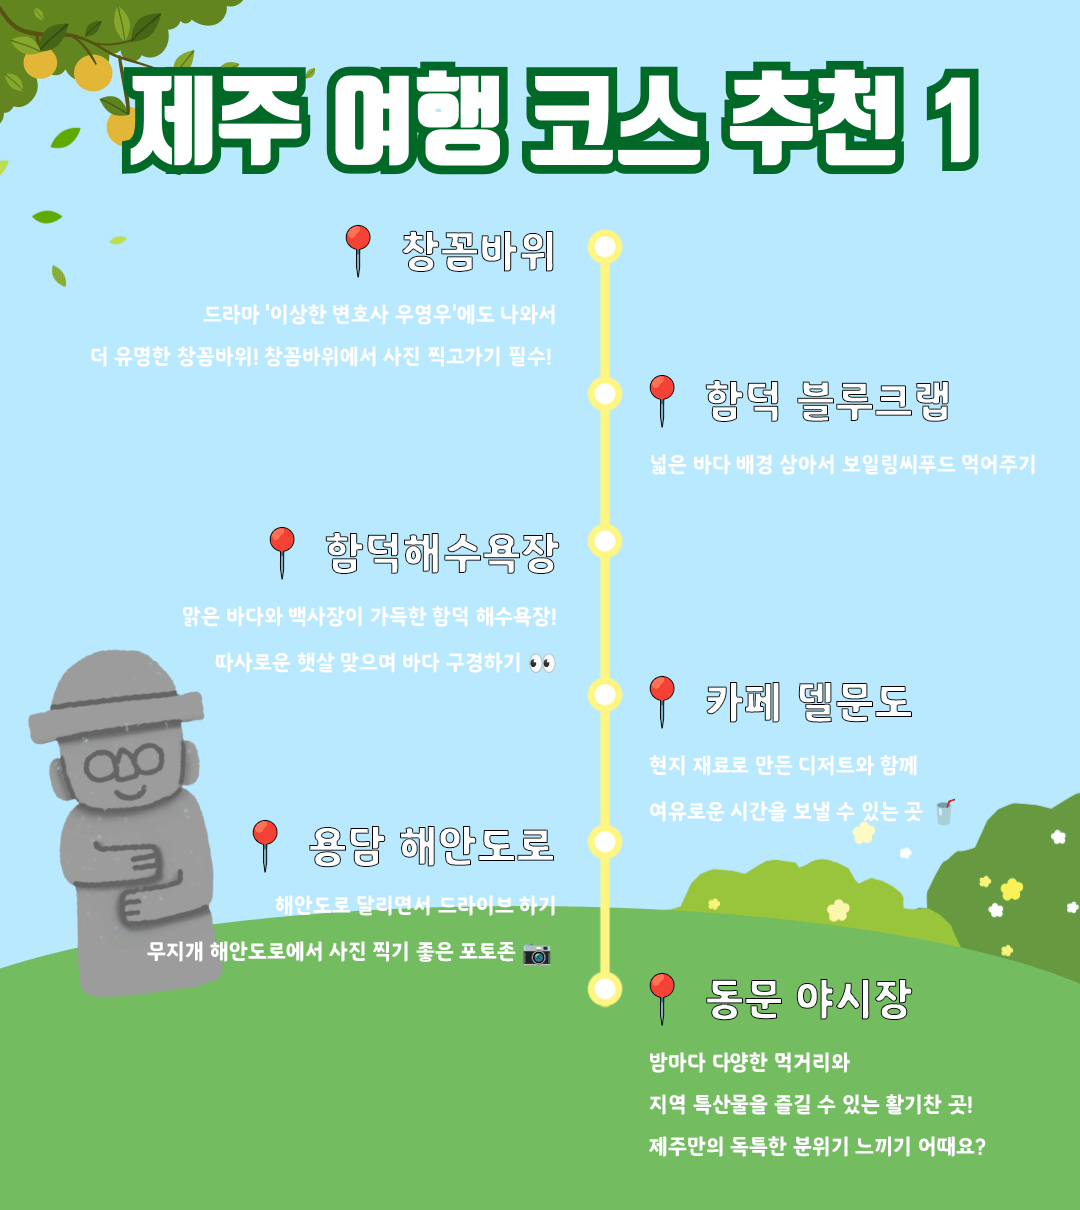 제주 여행 코스 추천 1
📍 창꼼바위
드라마 '이상한 변호사 우영우'에도 나와서
더 유명한 창꼼바위! 창꼼바위에서 사진 찍고가기 필수!
📍 함덕 블루크랩
넓은 바다 배경 삼아서 보일링씨푸드 먹어주기
📍 함덕해수욕장
맑은 바다와 백사장이 가득한 함덕 해수욕장!
따사로운 햇살 맞으며 바다 구경하기 👀
📍 카페 델문도
현지 재료로 만든 디저트와 함께
여유로운 시간을 보낼 수 있는 곳 🥤
📍 용담 해안도로
해안도로 달리면서 드라이브 하기
무지개 해안도로에서 사진 찍기 좋은 포토존 📷
📍 동문 야시장
밤마다 다양한 먹거리와
지역 특산물을 즐길 수 있는 활기찬 곳!
제주만의 독특한 분위기 느끼기 어때요?